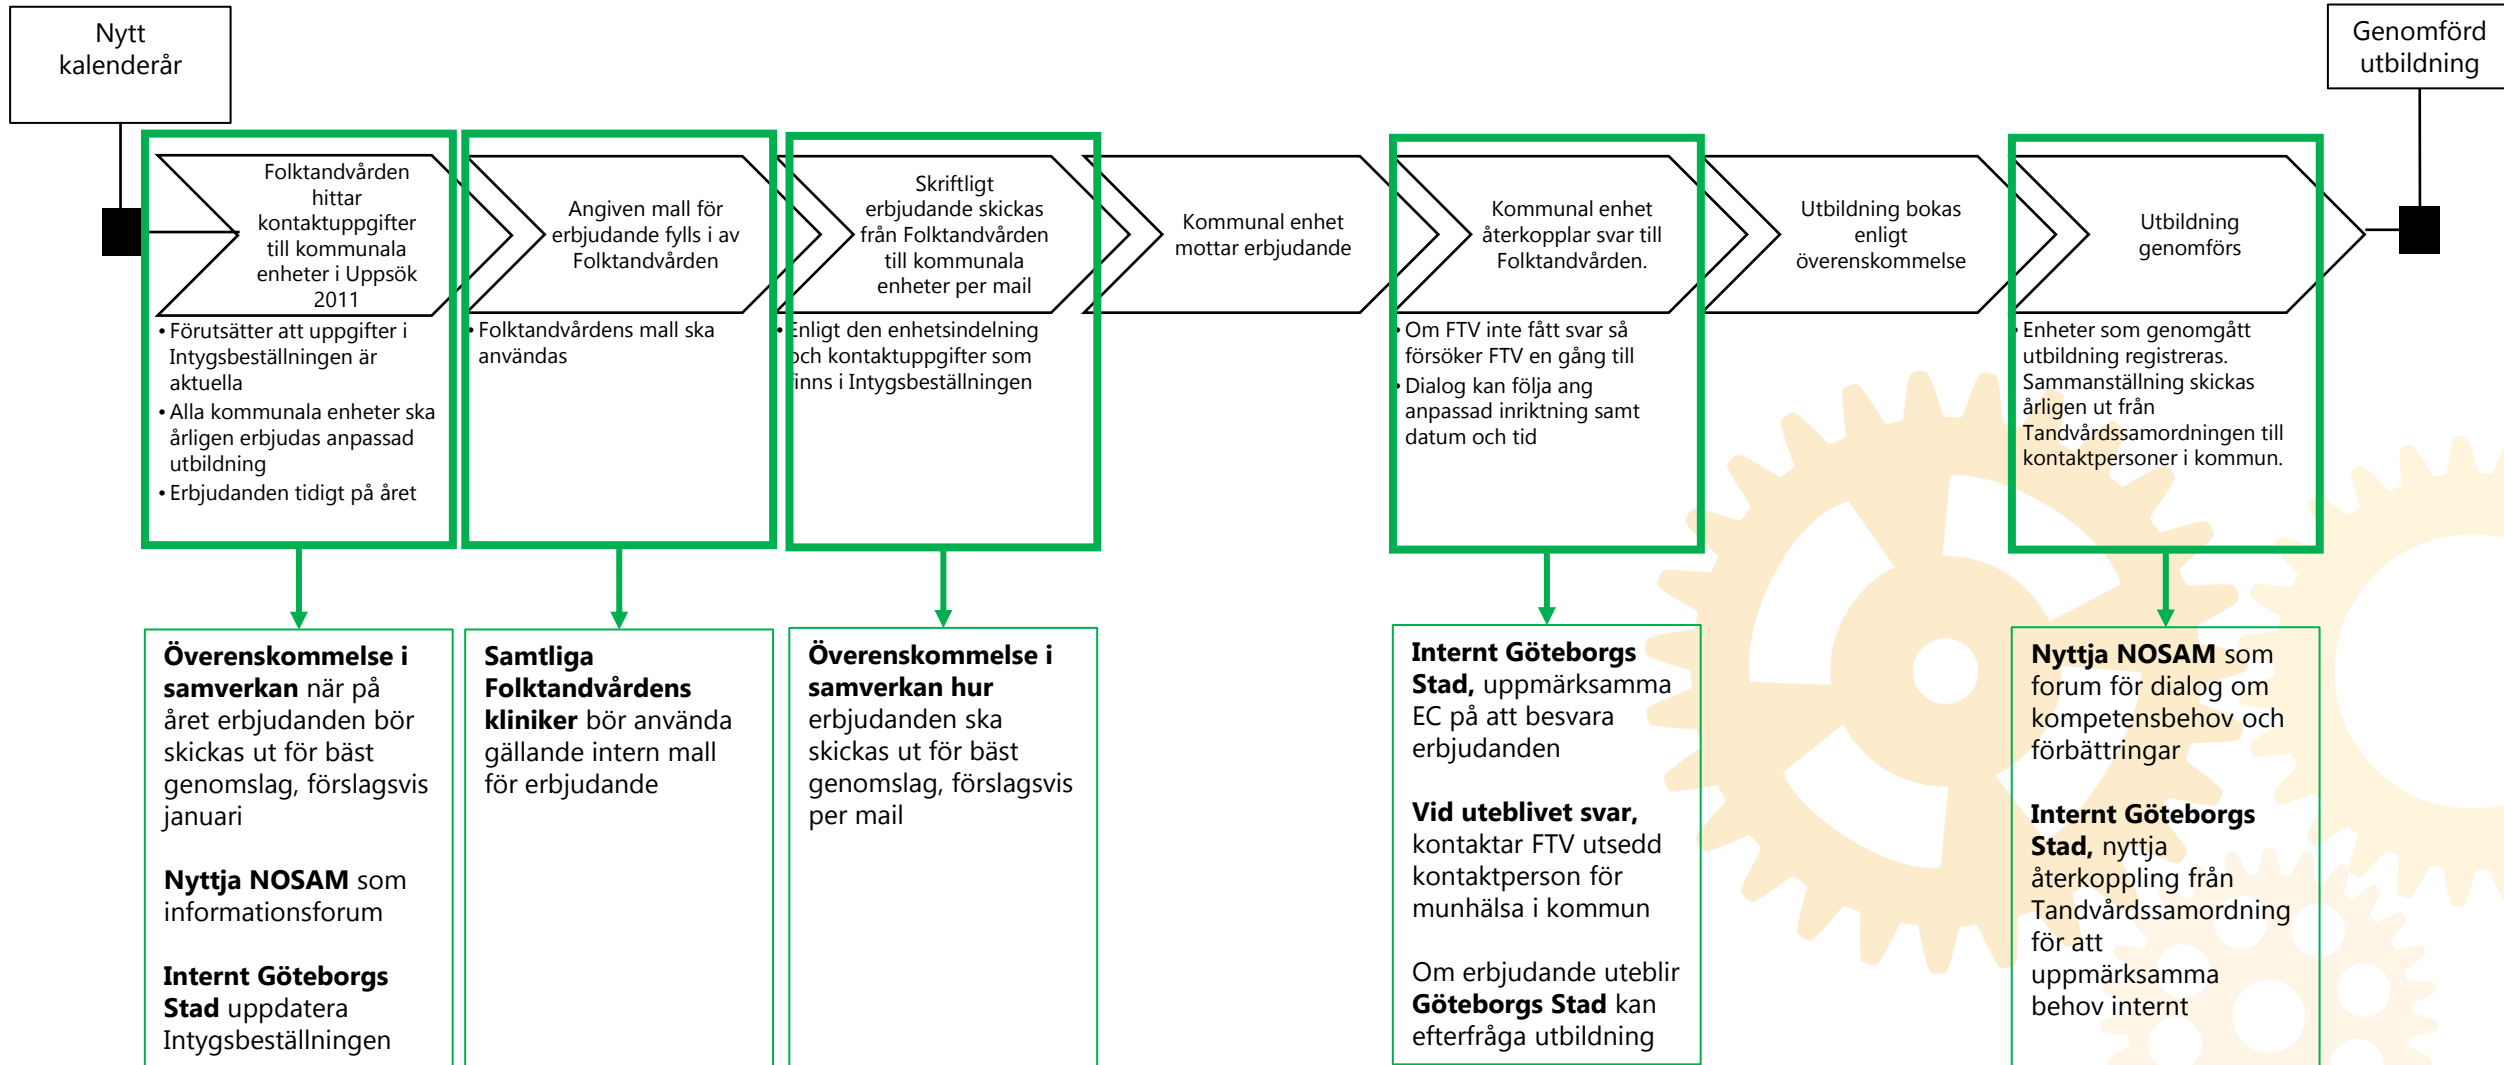 Nytt
kalenderår
Genomförd
utbildning
Folktandvården
hittar
kontaktuppgifter
till kommunala
enheter i Uppsök
2011
Angiven mall för
erbjudande fylls i av
Folktandvården
Skriftligt
erbjudande skickas
från Folktandvården
till kommunala
enheter per mail
Kommunal enhet
mottar erbjudande
Kommunal enhet
återkopplar svar till
Folktandvården.
Utbildning bokas
enligt
överenskommelse
Utbildning
genomförs
• Förutsätter att uppgifter i
Intygsbeställningen är
aktuella
• Alla kommunala enheter ska
årligen erbjudas anpassad
utbildning
• Erbjudanden tidigt på året
• Folktandvårdens mall ska
användas
• Enligt den enhetsindelning
och kontaktuppgifter som
finns i Intygsbeställningen
• Om FTV inte fått svar så
försöker FTV en gång till
• Dialog kan följa ang
anpassad inriktning samt
datum och tid
• Enheter som genomgått
utbildning registreras.
Sammanställning skickas
årligen ut från
Tandvårdssamordningen till
kontaktpersoner i kommun.
Överenskommelse i
samverkan när på
året erbjudanden bör
skickas ut för bäst
genomslag, förslagsvis
januari
Nyttja NOSAM som
informationsforum
Internt Göteborgs
Stad uppdatera
Intygsbeställningen
Samtliga
Folktandvårdens
kliniker bör använda
gällande intern mall
för erbjudande
Överenskommelse i
samverkan hur
erbjudanden ska
skickas ut för bäst
genomslag, förslagsvis
per mail
Internt Göteborgs
Stad, uppmärksamma
EC på att besvara
erbjudanden
Vid uteblivet svar,
kontaktar FTV utsedd
kontaktperson för
munhälsa i kommun
Om erbjudande uteblir
Göteborgs Stad kan
efterfråga utbildning
Nyttja NOSAM som
forum för dialog om
kompetensbehov och
förbättringar
Internt Göteborgs
Stad, nyttja
återkoppling från
Tandvårdssamordning
för att
uppmärksamma
behov internt